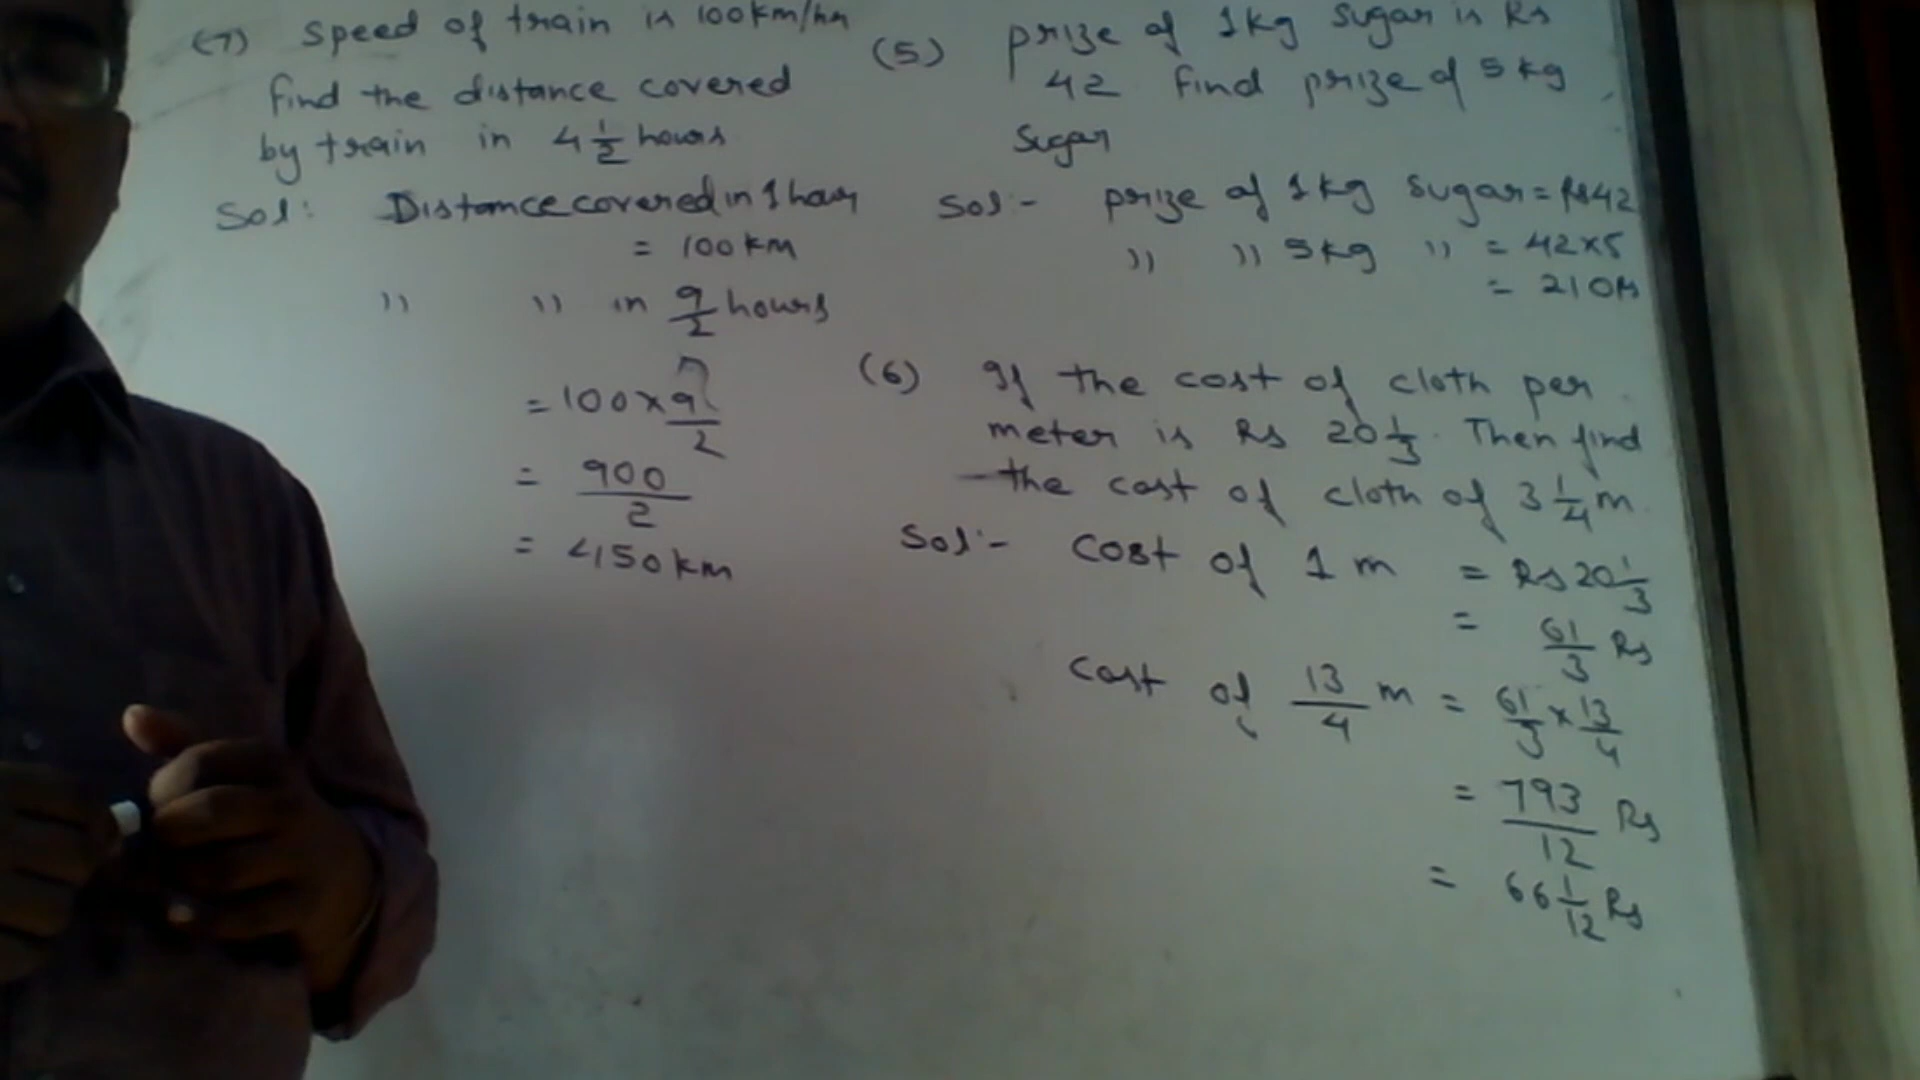 (7) Speed of train is 100km/hr
find the distance covered
by train in 4 1/2 hours
Sol: Distance covered in 1 hour
= 100 km
" " in 9/2 hours
= 100 x 9/2
= 900/2
= 450 km
(5) prize of 1kg Sugar is Rs
42 find prize of 5 kg
Sugar
Sol:- prize of 1kg Sugar = Rs42
" " 5kg " = 42x5
= 210Rs
(6) If the cost of cloth per
meter is Rs 20 1/3. Then find
the cost of cloth of 3 1/4 m
Sol:- Cost of 1 m = Rs 20 1/3
= 61/3 Rs
Cost of 13/4 m = 61/3 x 13/4
= 793/12 Rs
= 66 1/12 Rs